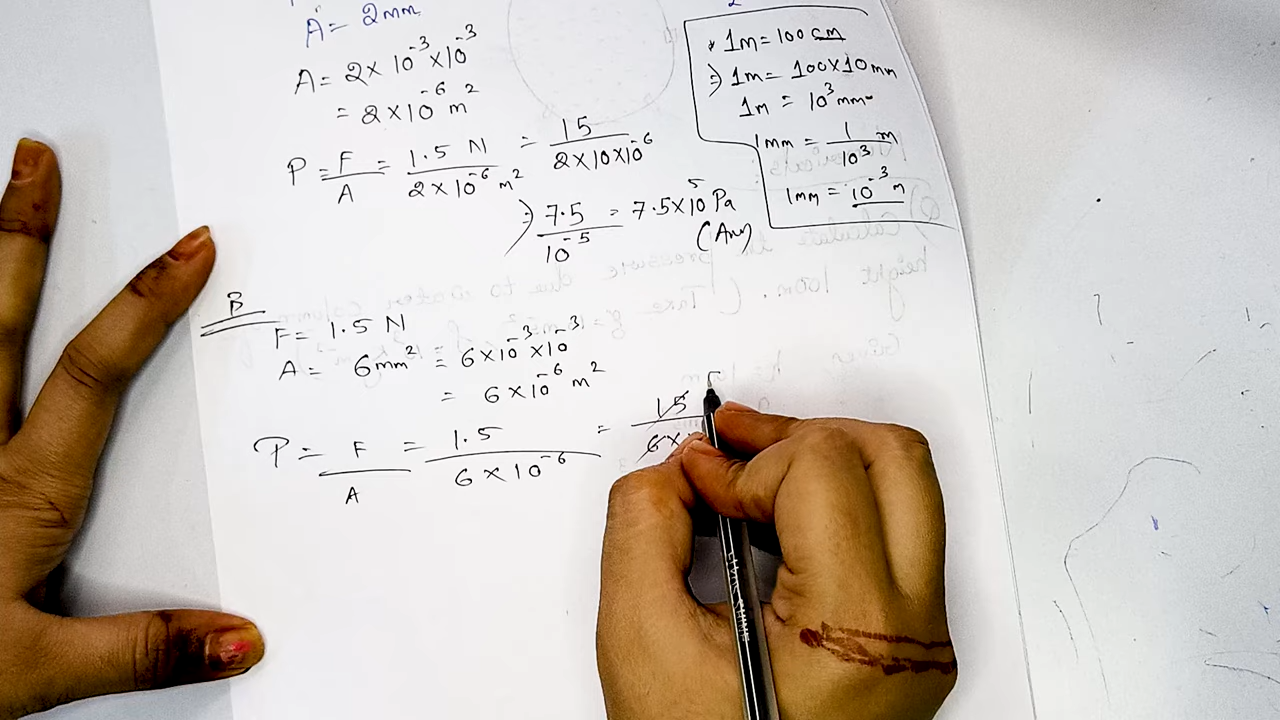 A = 2mm
A = 2 × 10⁻³ × 10⁻³
= 2 × 10⁻⁶ m²
P = F/A = 1.5 N / 2 × 10⁻⁶ m² = 15 / 2 × 10 × 10⁻⁶
⇒ 7.5 / 10⁻⁵ = 7.5 × 10⁵ Pa
(Ans)
* 1m = 100 cm
⇒ 1m = 100 × 10 mm
1m = 10³ mm
1mm = 1 / 10³ m
1mm = 10⁻³ m
B
F = 1.5 N
A = 6mm² = 6 × 10⁻³ × 10⁻³
= 6 × 10⁻⁶ m²
P = F / A = 1.5 / 6 × 10⁻⁶ = 15 / 6 ×